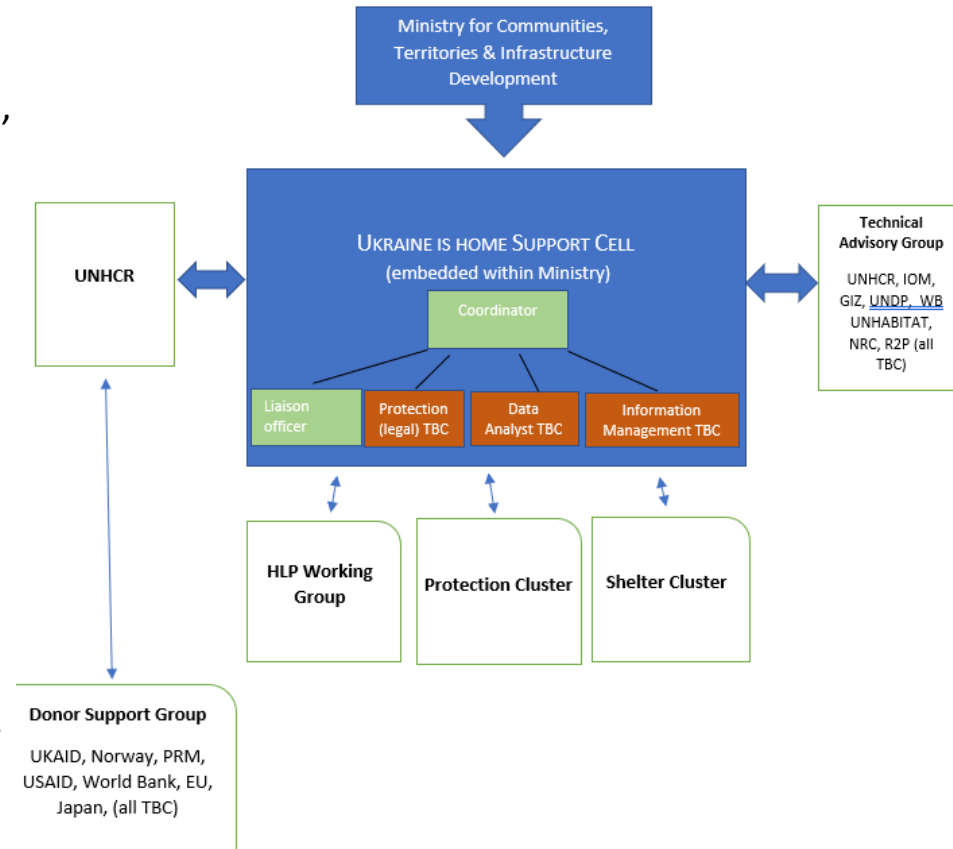 Ministry for Communities,
Territories & Infrastructure
Development
,
UKRAINE IS HOME SUPPORT CELL
(embedded within Ministry)
Coordinator
Liaison
officer
Protection
(legal) TBC
Data
Analyst TBC
Information
Management TBC
UNHCR
Technical
Advisory Group
UNHCR, IOM,
GIZ, UNDP, WB
UNHABITAT,
NRC, R2P (all
TBC)
HLP Working
Group
Protection Cluster
Shelter Cluster
Donor Support Group
UKAID, Norway, PRM,
USAID, World Bank, EU,
Japan, (all TBC)